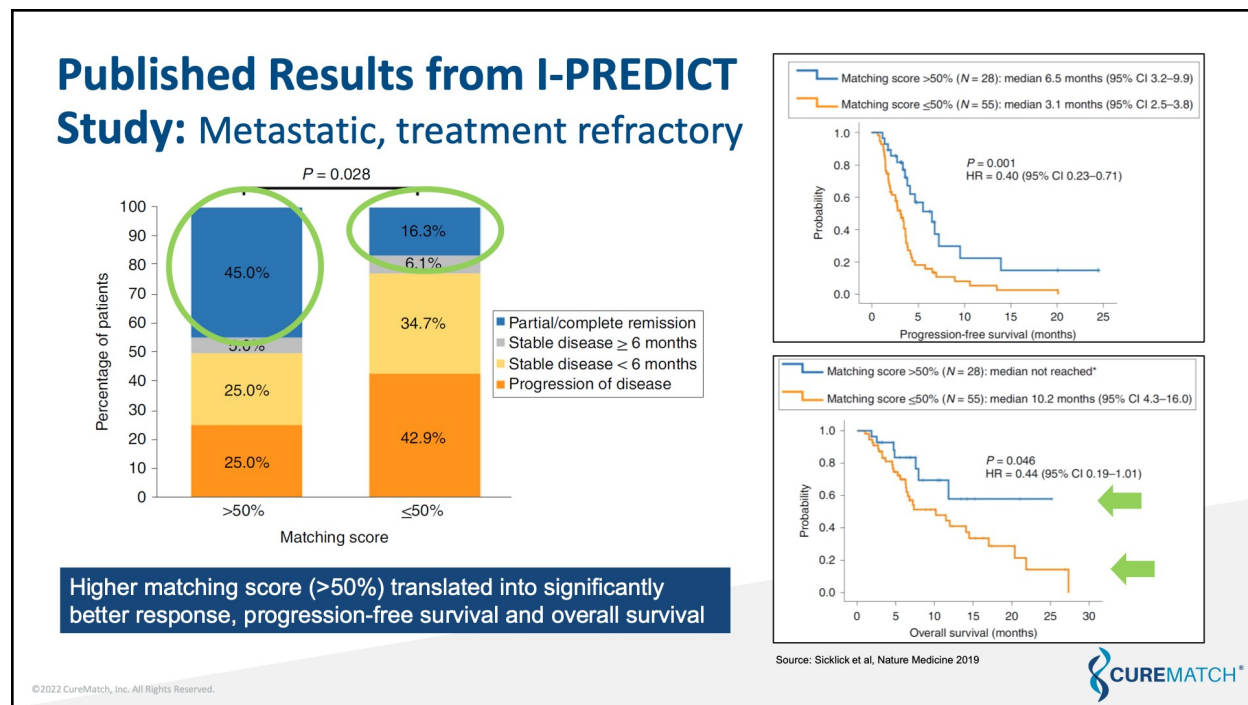 Published Results from I-PREDICT
Study: Metastatic, treatment refractory
P = 0.028
100
90
80
70
60
50
40
30
20
10
0
Percentage of patients
45.0%
5.0%
25.0%
25.0%
16.3%
6.1%
34.7%
42.9%
>50%
≤50%
Matching score
Partial/complete remission
Stable disease ≥ 6 months
Stable disease < 6 months
Progression of disease
Higher matching score (>50%) translated into significantly
better response, progression-free survival and overall survival
Matching score >50% (N = 28): median 6.5 months (95% CI 3.2–9.9)
Matching score ≤50% (N = 55): median 3.1 months (95% CI 2.5–3.8)
1.0
0.8
0.6
0.4
0.2
0.0
Probability
P = 0.001
HR = 0.40 (95% CI 0.23–0.71)
0 5 10 15 20 25
Progression-free survival (months)
Matching score >50% (N = 28): median not reached*
Matching score ≤50% (N = 55): median 10.2 months (95% CI 4.3–16.0)
1.0
0.8
0.6
0.4
0.2
0.0
Probability
P = 0.046
HR = 0.44 (95% CI 0.19–1.01)
0 5 10 15 20 25 30
Overall survival (months)
Source: Sicklick et al, Nature Medicine 2019
©2022 CureMatch, Inc. All Rights Reserved.
CUREMATCH®